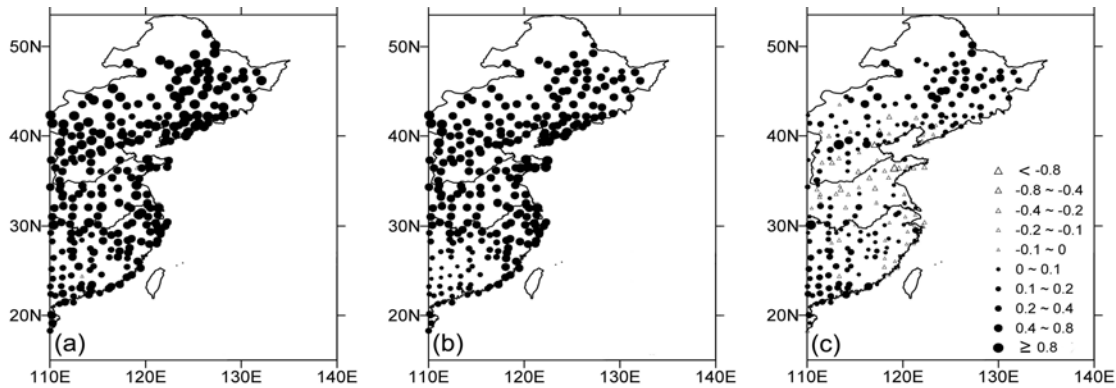 50N
40N
30N
20N
(a)
110E 120E 130E 140E
50N
40N
30N
20N
(b)
110E 120E 130E 140E
50N
40N
30N
20N
(c)
< -0.8
-0.8 ~ -0.4
-0.4 ~ -0.2
-0.2 ~ -0.1
-0.1 ~ 0
0 ~ 0.1
0.1 ~ 0.2
0.2 ~ 0.4
0.4 ~ 0.8
≥ 0.8
110E 120E 130E 140E